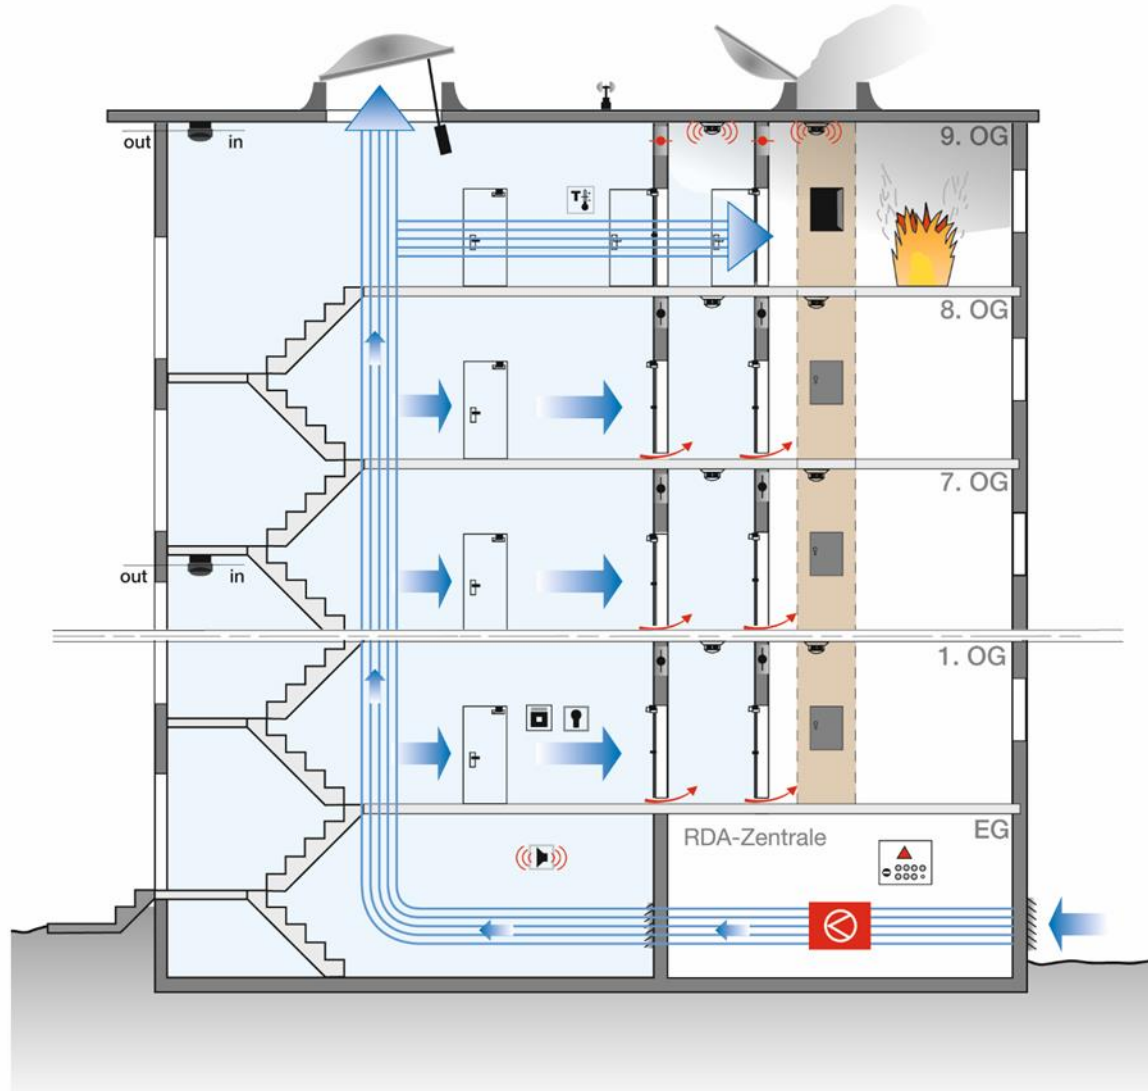 out
in
9. OG
T
8. OG
7. OG
out
in
1. OG
RDA-Zentrale
EG